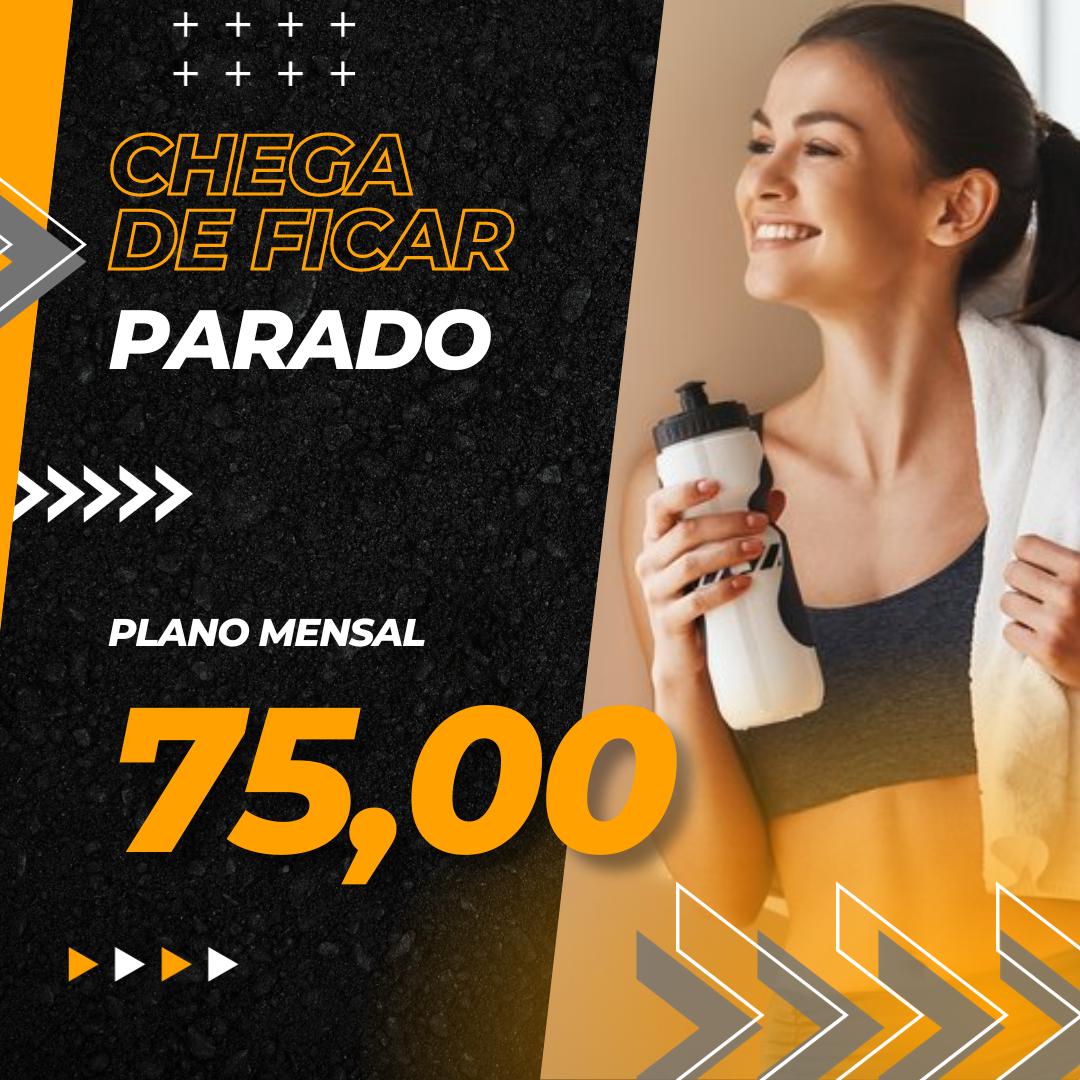 CHEGA
DE FICAR
PARADO
PLANO MENSAL
75,00